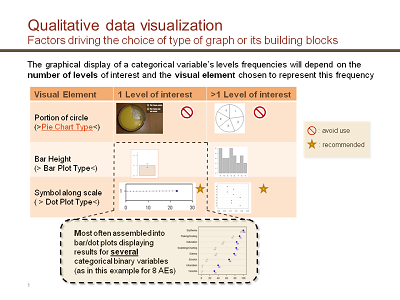 Qualitative data visualization
Factors driving the choice of type of graph or its building blocks
The graphical display of a categorical variable's levels frequencies will depend on the
number of levels of interest and the visual element chosen to represent this frequency
Visual Element 1 Level of interest >1 Level of interest
Portion of circle
(>Pie Chart Type<)
: avoid use
: recommended
Bar Height
(> Bar Plot Type<)
Symbol along scale
( > Dot Plot Type<)
0 10 20 30
Most often assembled into
bar/dot plots displaying
results for several
categorical binary variables
(as in this example for 8 AEs)